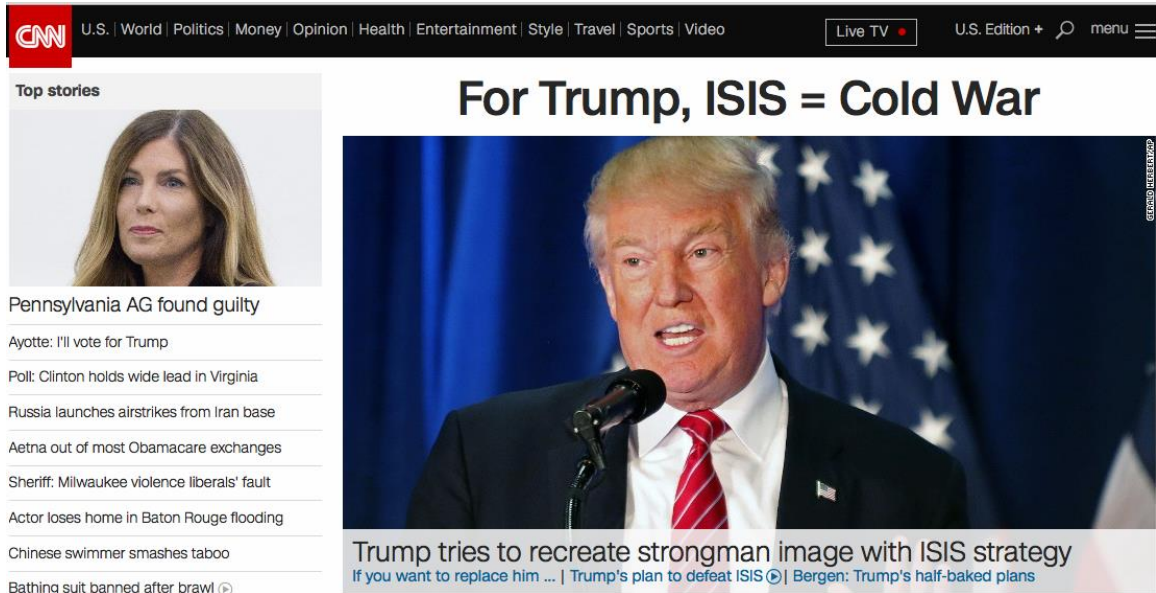 CNN
U.S. | World | Politics | Money | Opinion | Health | Entertainment | Style | Travel | Sports | Video
Live TV
U.S. Edition +
menu
Top stories
Pennsylvania AG found guilty
Ayotte: I'll vote for Trump
Poll: Clinton holds wide lead in Virginia
Russia launches airstrikes from Iran base
Aetna out of most Obamacare exchanges
Sheriff: Milwaukee violence liberals' fault
Actor loses home in Baton Rouge flooding
Chinese swimmer smashes taboo
Bathing suit banned after brawl
For Trump, ISIS = Cold War
GERALD HERBERT/AP
Trump tries to recreate strongman image with ISIS strategy
If you want to replace him ... | Trump's plan to defeat ISIS | Bergen: Trump's half-baked plans